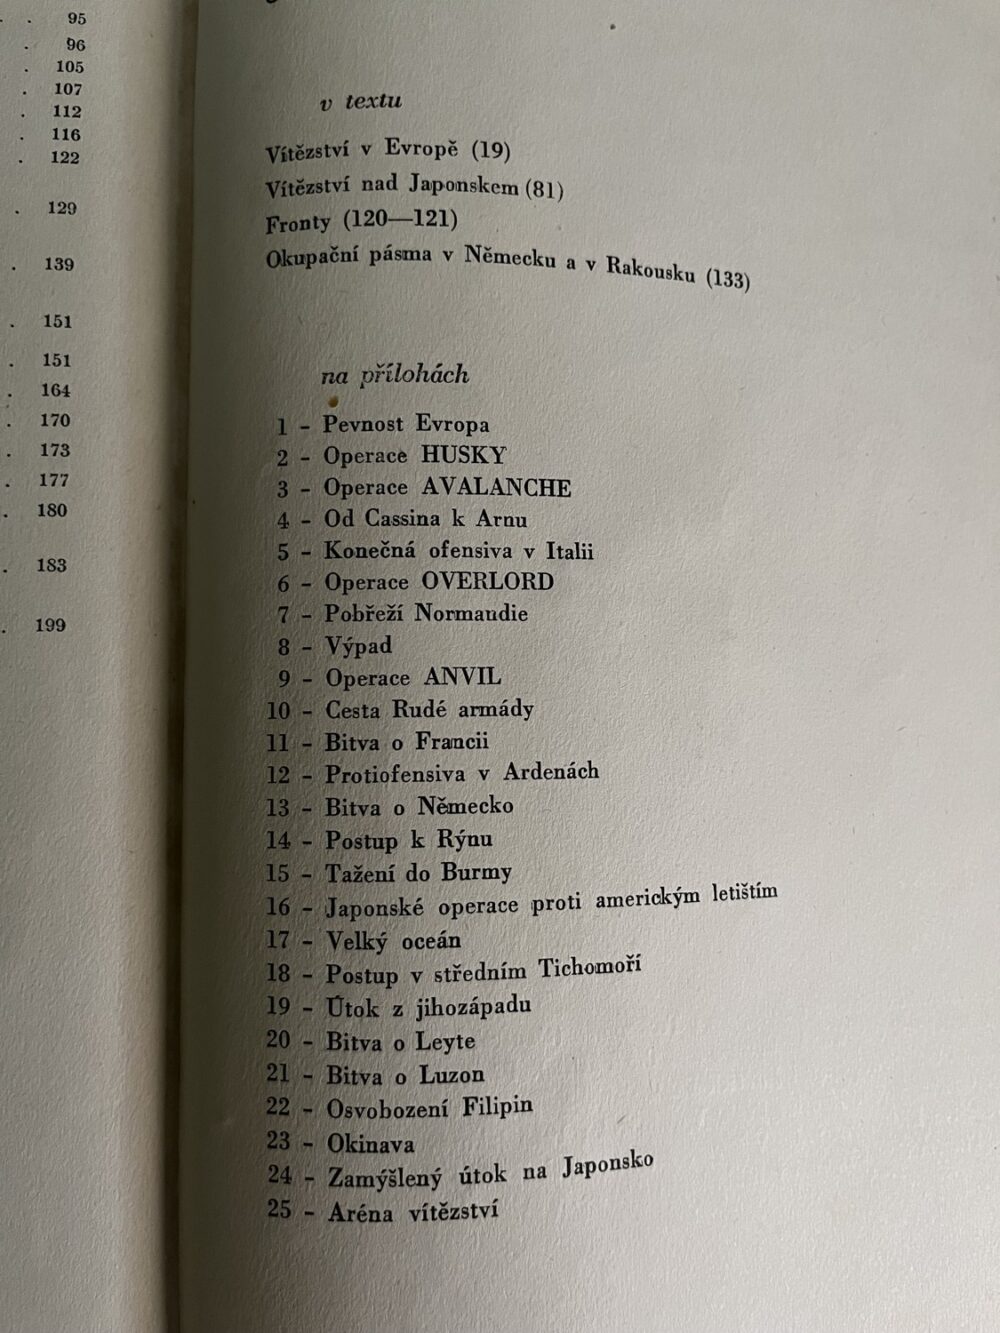 95
96
105
107
112
116
122
129
139
151
151
164
170
173
177
180
183
199
v textu
Vítězství v Evropě (19)
Vítězství nad Japonskem (81)
Fronty (120—121)
Okupační pásma v Německu a v Rakousku (133)
na přílohách
1 - Pevnost Evropa
2 - Operace HUSKY
3 - Operace AVALANCHE
4 - Od Cassina k Arnu
5 - Konečná ofensiva v Italii
6 - Operace OVERLORD
7 - Pobřeží Normandie
8 - Výpad
9 - Operace ANVIL
10 - Cesta Rudé armády
11 - Bitva o Francii
12 - Protiofensiva v Ardenách
13 - Bitva o Německo
14 - Postup k Rýnu
15 - Tažení do Burmy
16 - Japonské operace proti americkým letištím
17 - Velký oceán
18 - Postup v středním Tichomoří
19 - Útok z jihozápadu
20 - Bitva o Leyte
21 - Bitva o Luzon
22 - Osvobození Filipin
23 - Okinava
24 - Zamýšlený útok na Japonsko
25 - Aréna vítězství